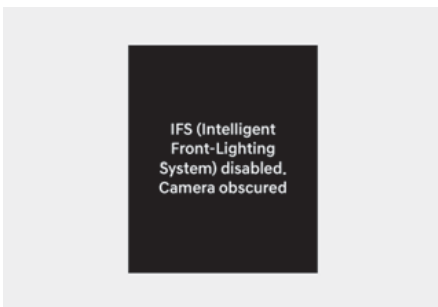 IFS (Intelligent
Front-Lighting
System) disabled.
Camera obscured